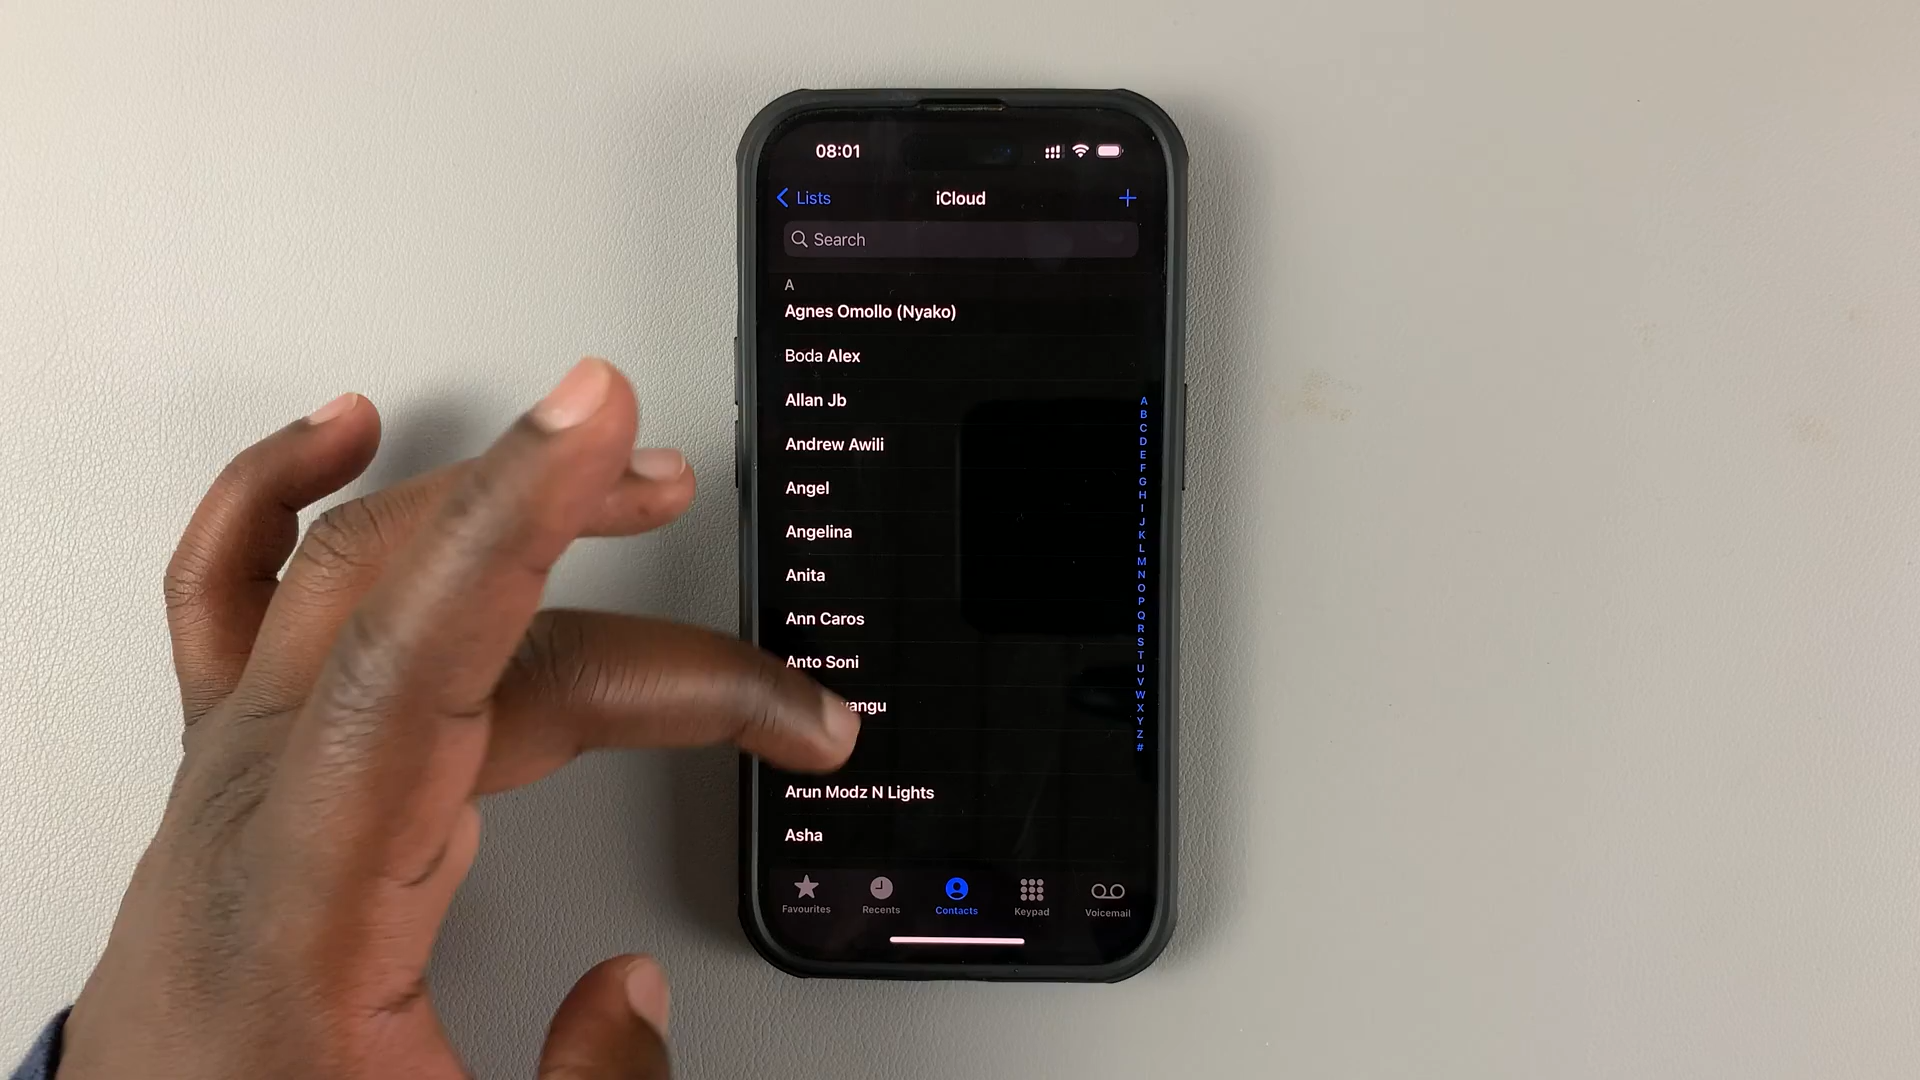 08:01
Lists
iCloud
Search
A
Agnes Omollo (Nyako)
Boda Alex
Allan Jb
Andrew Awili
Angel
Angelina
Anita
Ann Caros
Anto Soni
Arun Modz N Lights
Asha
A
B
C
D
E
F
G
H
I
J
K
L
M
N
O
P
Q
R
S
T
U
V
W
X
Y
Z
#
Favourites
Recents
Contacts
Keypad
Voicemail